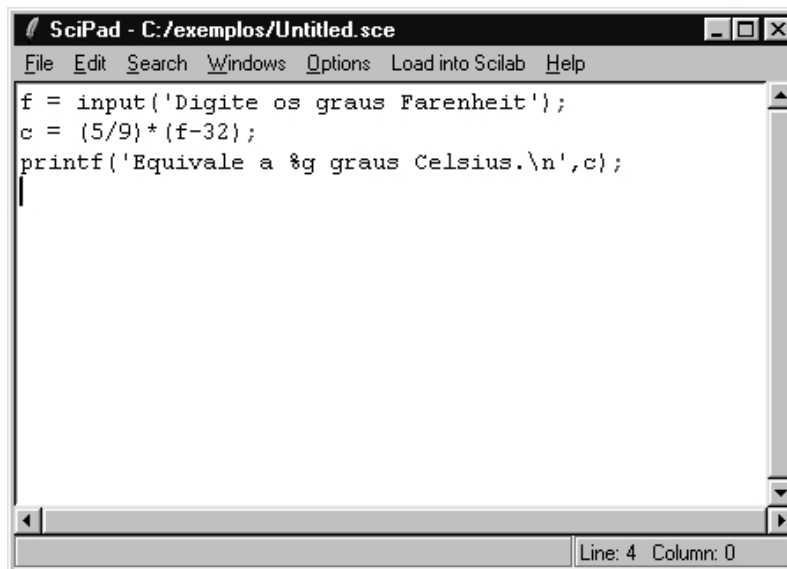 SciPad - C:/exemplos/Untitled.sce
File Edit Search Windows Options Load into Scilab Help
f = input('Digite os graus Farenheit');
c = (5/9)*(f-32);
printf('Equivale a %g graus Celsius.\n',c);
Line: 4 Column: 0